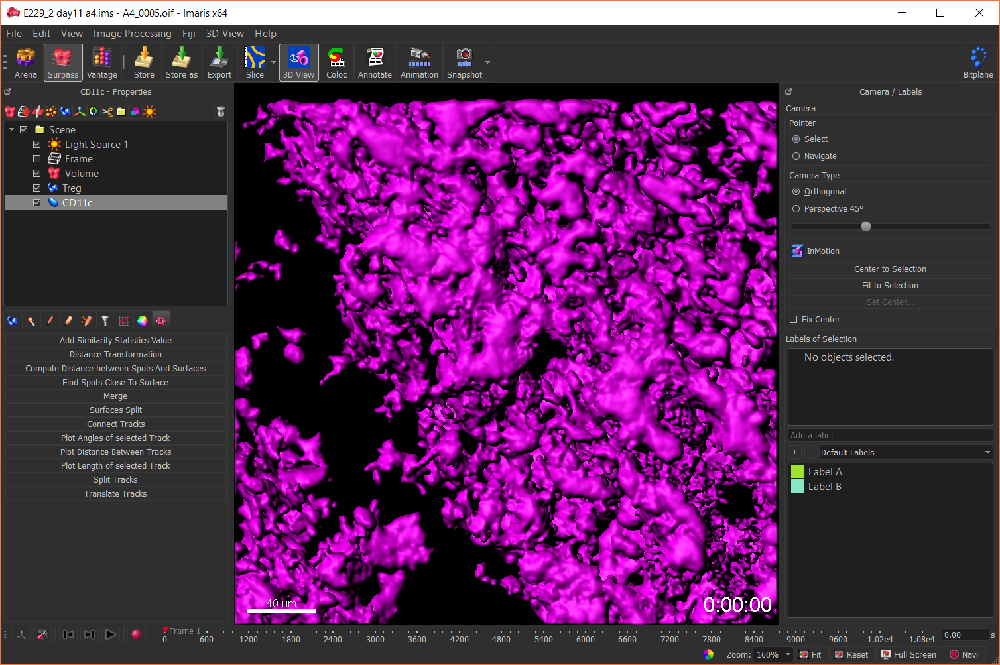 E229_2 day11 a4.ims - A4_0005.oif - Imaris x64
File Edit View Image Processing Fiji 3D View Help
Arena Surpass Vantage Store Store as Export Slice 3D View Coloc Annotate Animation Snapshot Bitplane
CD11c - Properties
Scene
Light Source 1
Frame
Volume
Treg
CD11c
Add Similarity Statistics Value
Distance Transformation
Compute Distance between Spots And Surfaces
Find Spots Close To Surface
Merge
Surfaces Split
Connect Tracks
Plot Angles of selected Track
Plot Distance Between Tracks
Plot Length of selected Track
Split Tracks
Translate Tracks
40 um
0:00:00
Camera / Labels
Camera
Pointer
Select
Navigate
Camera Type
Orthogonal
Perspective 45º
InMotion
Center to Selection
Fit to Selection
Set Center...
Fix Center
Labels of Selection
No objects selected.
Add a label
+ - Default Labels
Label A
Label B
Frame 1
0 600 1200 1800 2400 3000 3600 4200 4800 5400 6000 6600 7200 7800 8400 9000 9600 1.02e4 1.08e4 0.00 s
Zoom: 160% Fit Reset Full Screen Navi